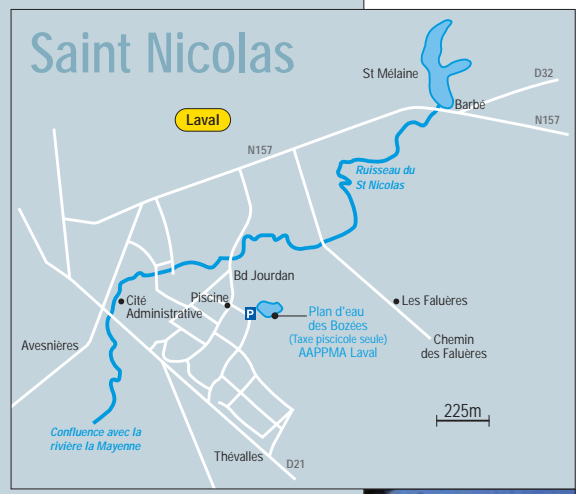 Saint Nicolas
St Mélaine
D32
Barbé
Laval
N157
N157
Ruisseau du
St Nicolas
Bd Jourdan
Cité
Administrative
Piscine
P
Plan d'eau
des Bozées
(Taxe piscicole seule)
AAPPMA Laval
Les Faluères
Avesnières
Chemin
des Faluères
225m
Confluence avec la
rivière la Mayenne
Thévalles
D21